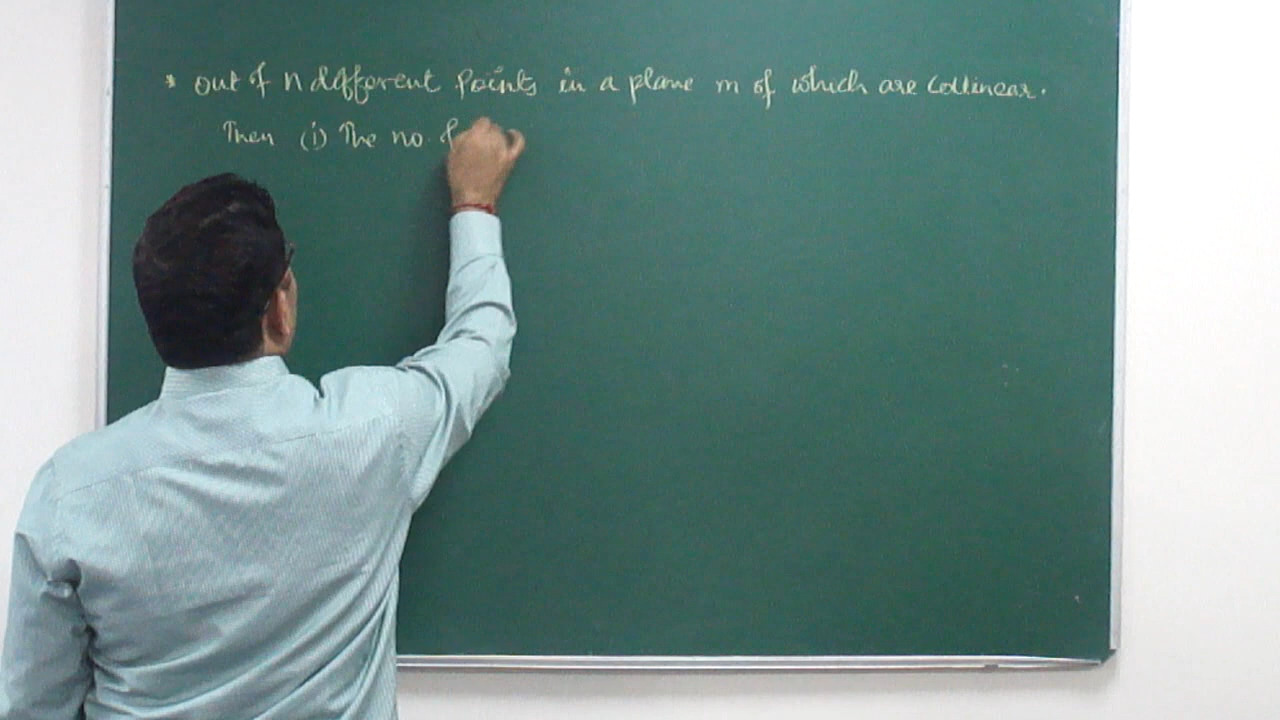 * out of n different points in a plane m of which are collinear.
Then (i) The no. of